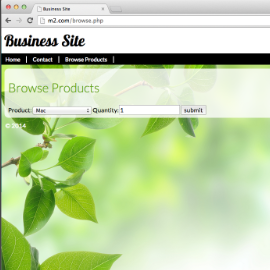 Business Site
m2.com/browse.php
Business Site
Home | Contact | Browse Products |
Browse Products
Product: Mac Quantity: 1 submit
© 2014